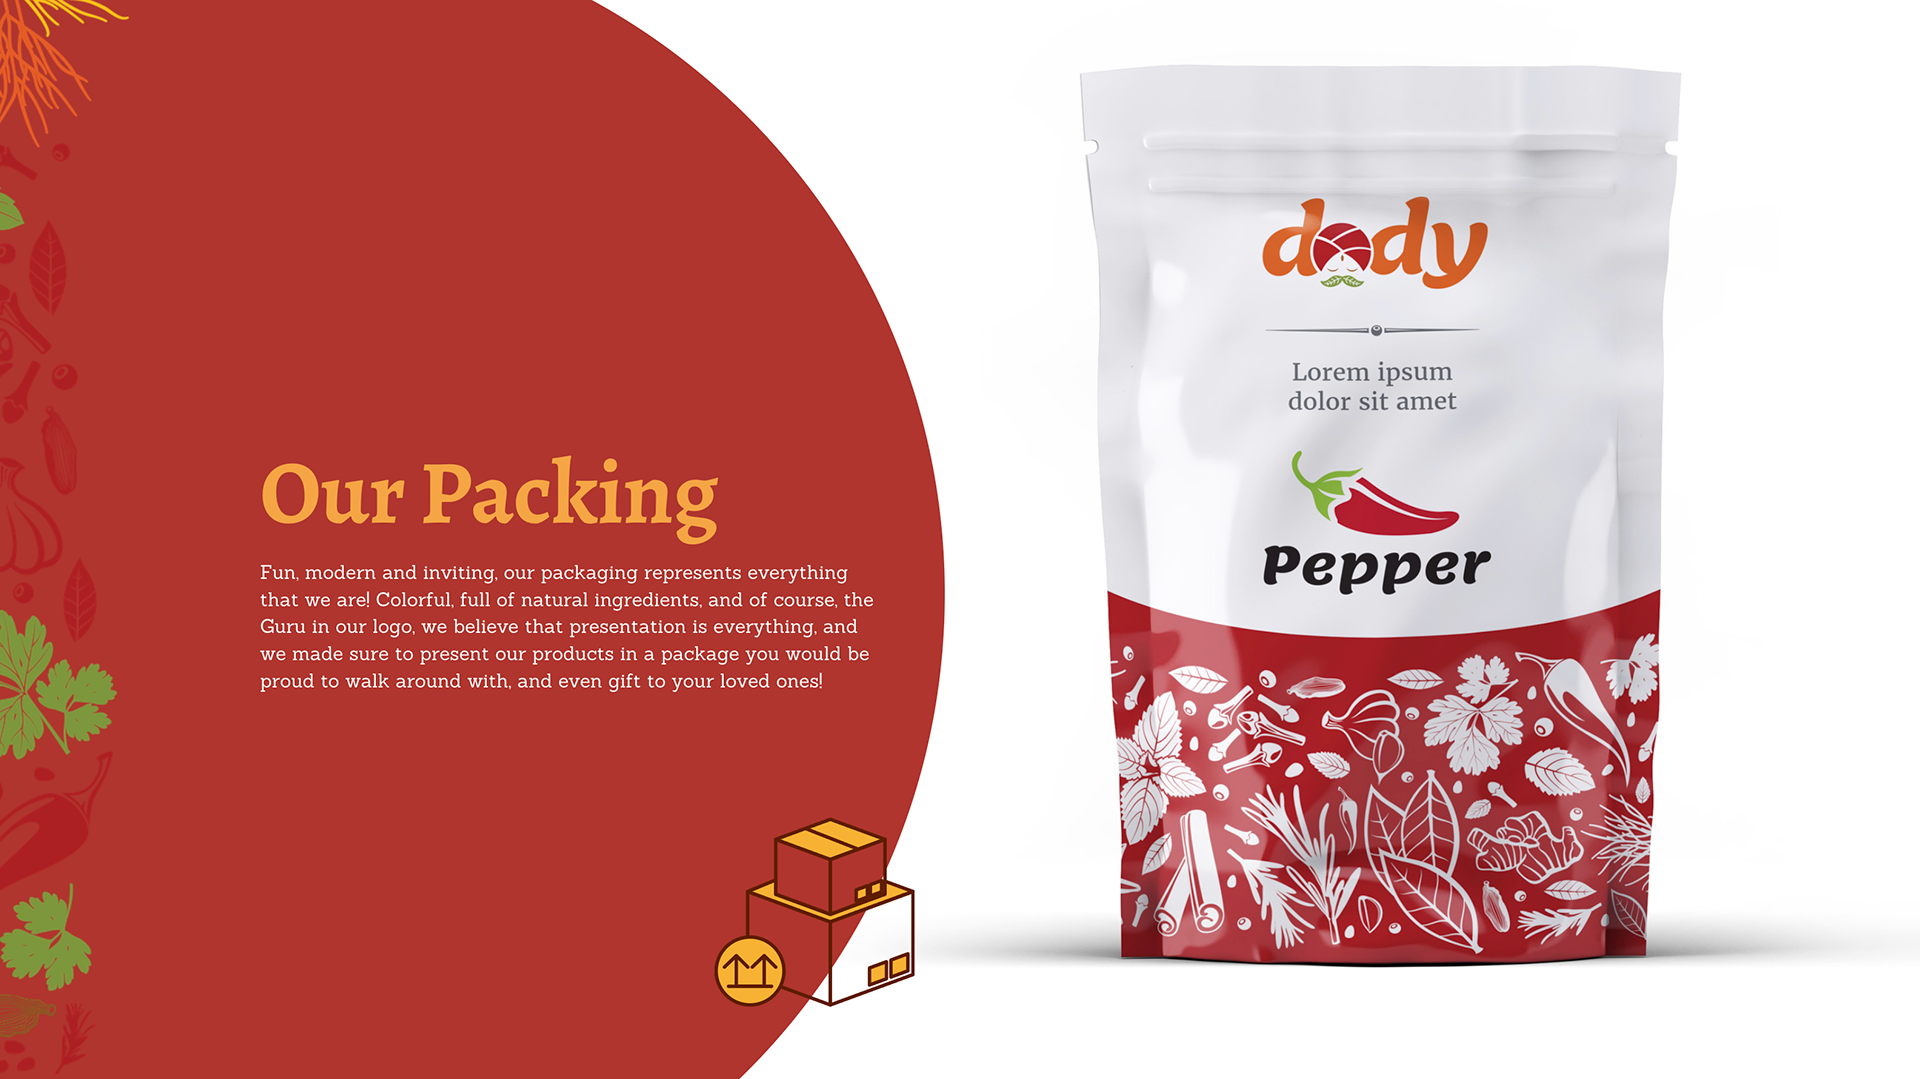 Our Packing
Fun, modern and inviting, our packaging represents everything
that we are! Colorful, full of natural ingredients, and of course, the
Guru in our logo, we believe that presentation is everything, and
we made sure to present our products in a package you would be
proud to walk around with, and even gift to your loved ones!
dody
Lorem ipsum
dolor sit amet
Pepper